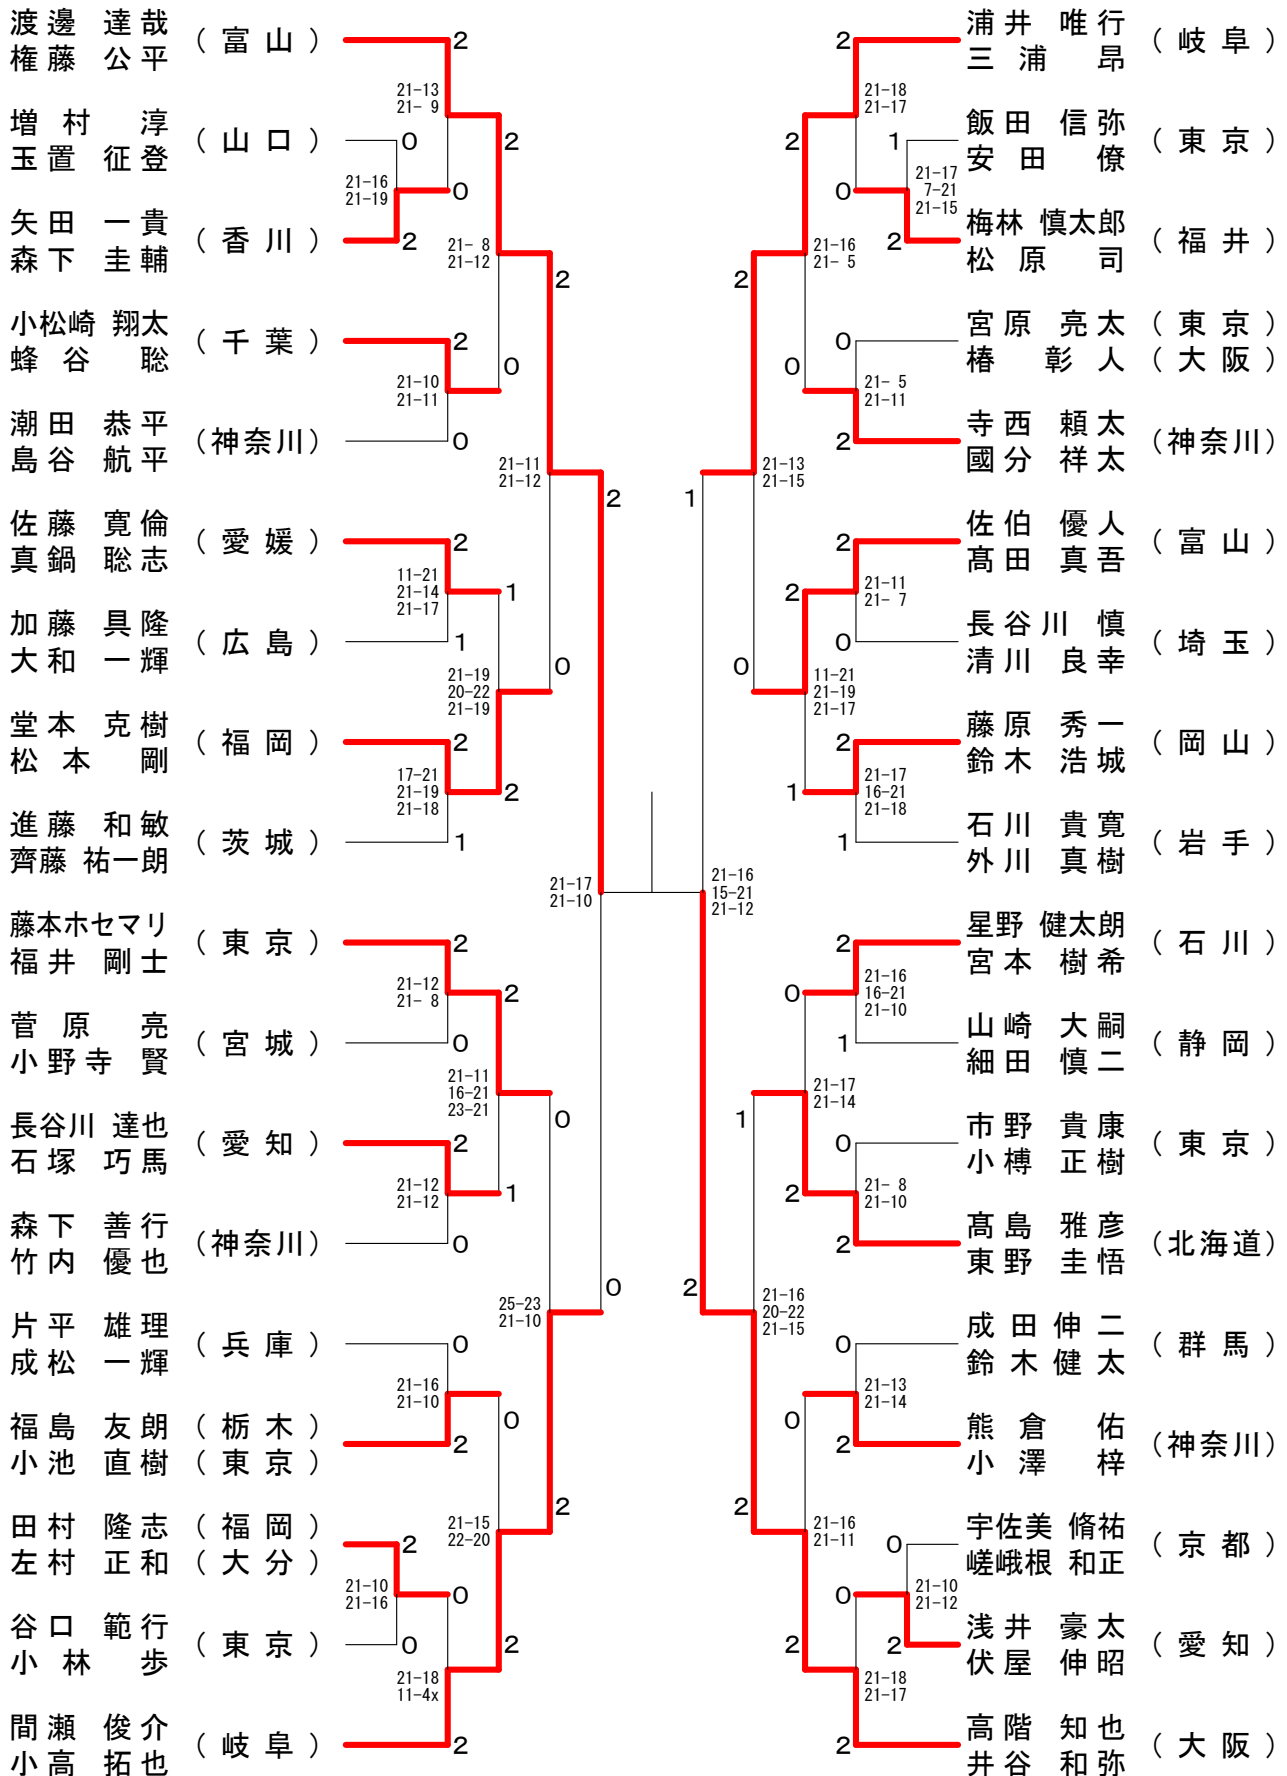 渡邊 達哉
権藤 公平
(富山)
2
21-13
21- 9
増村 淳
玉置 征登
(山口)
0
2
21-16
21-19
0
矢田 一貴
森下 圭輔
(香川)
2
21- 8
21-12
2
小松崎 翔太
蜂谷 聡
(千葉)
2
0
21-10
21-11
潮田 恭平
島谷 航平
(神奈川)
0
21-11
21-12
2
佐藤 寛倫
真鍋 聡志
(愛媛)
2
11-21
21-14
21-17
1
加藤 具隆
大和 一輝
(広島)
1
21-19
20-22
21-19
0
堂本 克樹
松本 剛
(福岡)
2
17-21
21-19
21-18
2
進藤 和敏
齊藤 祐一朗
(茨城)
1
21-17
21-10
藤本ホセマリ
福井 剛士
(東京)
2
21-12
21- 8
2
菅原 亮
小野寺 賢
(宮城)
0
21-11
16-21
23-21
0
長谷川 達也
石塚 巧馬
(愛知)
2
21-12
21-12
1
森下 善行
竹内 優也
(神奈川)
0
25-23
21-10
0
片平 雄理
成松 一輝
(兵庫)
0
21-16
21-10
0
福島 友朗 (栃木)
小池 直樹 (東京)
2
2
田村 隆志 (福岡)
左村 正和 (大分)
2
21-15
22-20
21-10
21-16
0
谷口 範行
小林 歩
(東京)
0
2
21-18
11-4x
間瀬 俊介
小高 拓也
(岐阜)
2
2
浦井 唯行
三浦 昂
(岐阜)
21-18
21-17
2
1
飯田 信弥
安田 僚
(東京)
0
21-17
7-21
21-15
2
梅林 慎太郎
松原 司
(福井)
2
21-16
21- 5
0
宮原 亮太 (東京)
椿 彰人 (大阪)
0
21- 5
21-11
2
寺西 頼太
國分 祥太
(神奈川)
1
21-13
21-15
2
佐伯 優人
髙田 真吾
(富山)
2
21-11
21- 7
0
長谷川 慎
清川 良幸
(埼玉)
0
11-21
21-19
21-17
2
藤原 秀一
鈴木 浩城
(岡山)
1
21-17
16-21
21-18
1
石川 貴寛
外川 真樹
(岩手)
21-16
15-21
21-12
2
星野 健太朗
宮本 樹希
(石川)
0
21-16
16-21
21-10
1
山崎 大嗣
細田 慎二
(静岡)
1
21-17
21-14
0
市野 貴康
小榑 正樹
(東京)
2
21- 8
21-10
2
髙島 雅彦
東野 圭悟
(北海道)
2
21-16
20-22
21-15
0
成田 伸二
鈴木 健太
(群馬)
0
21-13
21-14
2
熊倉 佑
小澤 梓
(神奈川)
2
21-16
21-11
0
宇佐美 脩祐
嵯峨根 和正
(京都)
0
21-10
21-12
2
浅井 豪太
伏屋 伸昭
(愛知)
2
21-18
21-17
2
高階 知也
井谷 和弥
(大阪)